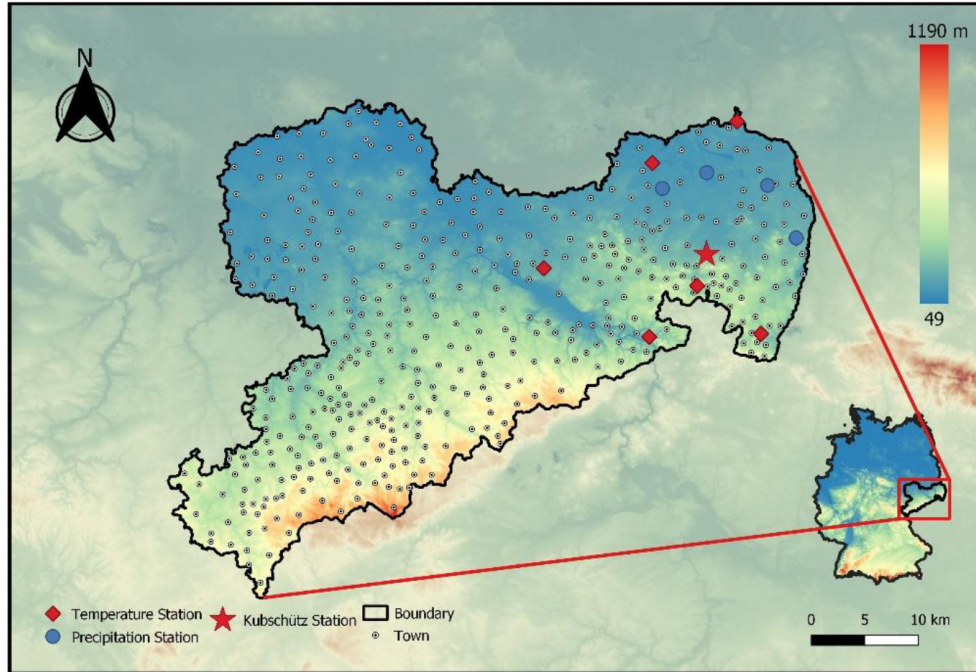 1190 m
N
49
Temperature Station
Kubschütz Station
Boundary
Precipitation Station
Town
0 5 10 km